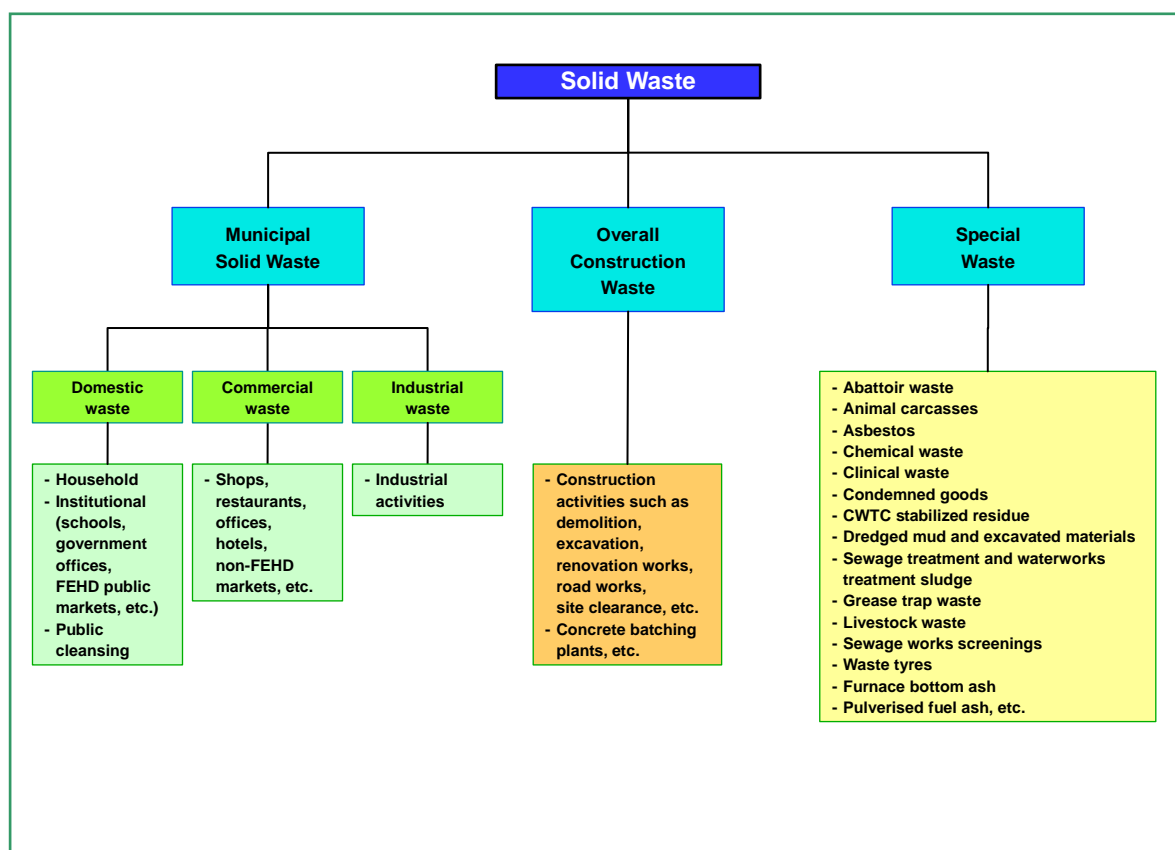 Solid Waste
Municipal
Solid Waste
Overall
Construction
Waste
Special
Waste
Domestic
waste
Commercial
waste
Industrial
waste
- Household
- Institutional
(schools,
government
offices,
FEHD public
markets, etc.)
- Public
cleansing
- Shops,
restaurants,
offices,
hotels,
non-FEHD
markets, etc.
- Industrial
activities
- Construction
activities such as
demolition,
excavation,
renovation works,
road works,
site clearance, etc.
- Concrete batching
plants, etc.
- Abattoir waste
- Animal carcasses
- Asbestos
- Chemical waste
- Clinical waste
- Condemned goods
- CWTC stabilized residue
- Dredged mud and excavated materials
- Sewage treatment and waterworks
treatment sludge
- Grease trap waste
- Livestock waste
- Sewage works screenings
- Waste tyres
- Furnace bottom ash
- Pulverised fuel ash, etc.